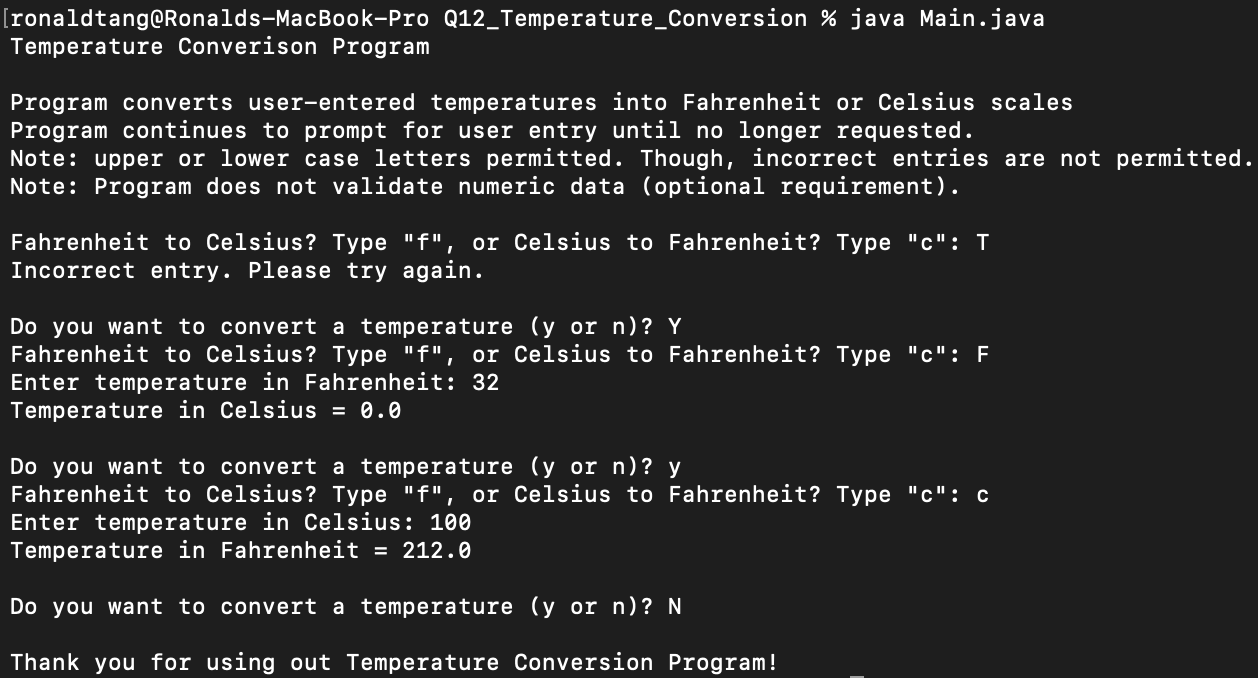 [ronaldtang@Ronalds-MacBook-Pro Q12_Temperature_Conversion % java Main.java
Temperature Converison Program
Program converts user-entered temperatures into Fahrenheit or Celsius scales
Program continues to prompt for user entry until no longer requested.
Note: upper or lower case letters permitted. Though, incorrect entries are not permitted.
Note: Program does not validate numeric data (optional requirement).
Fahrenheit to Celsius? Type "f", or Celsius to Fahrenheit? Type "c": T
Incorrect entry. Please try again.
Do you want to convert a temperature (y or n)? Y
Fahrenheit to Celsius? Type "f", or Celsius to Fahrenheit? Type "c": F
Enter temperature in Fahrenheit: 32
Temperature in Celsius = 0.0
Do you want to convert a temperature (y or n)? y
Fahrenheit to Celsius? Type "f", or Celsius to Fahrenheit? Type "c": c
Enter temperature in Celsius: 100
Temperature in Fahrenheit = 212.0
Do you want to convert a temperature (y or n)? N
Thank you for using out Temperature Conversion Program!